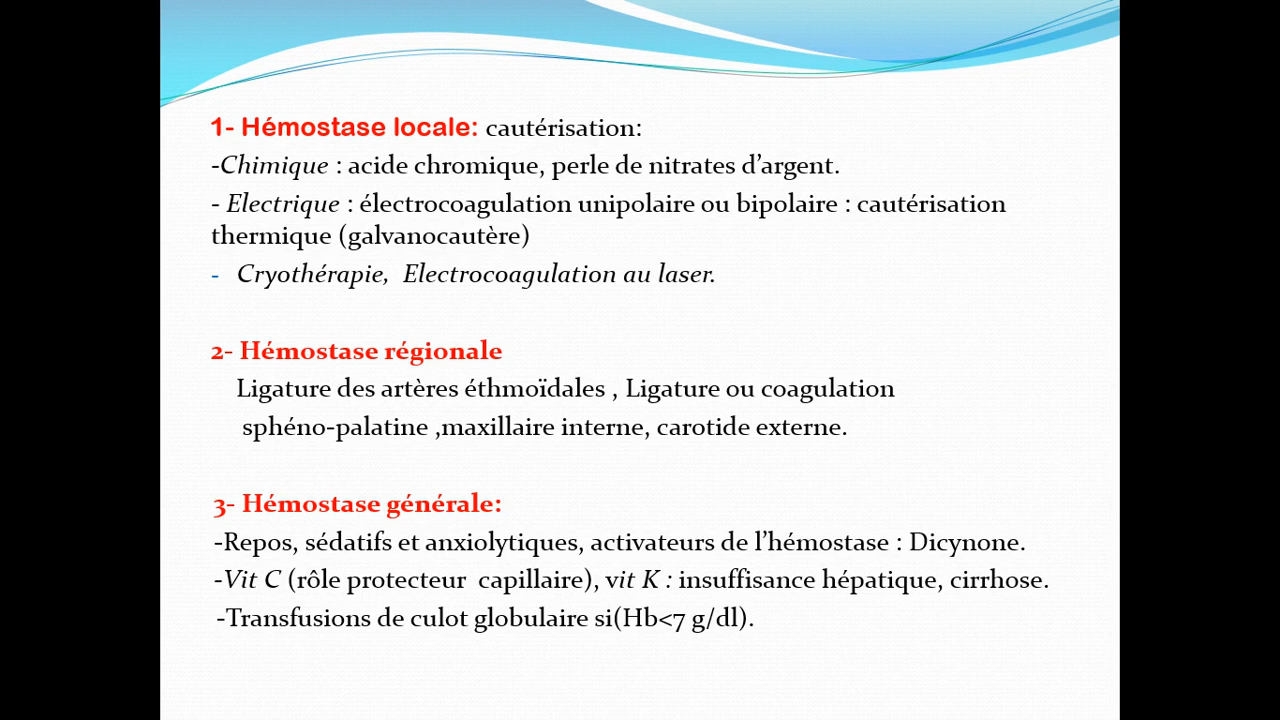 1- Hémostase locale: cautérisation:
-Chimique : acide chromique, perle de nitrates d’argent.
- Electrique : électrocoagulation unipolaire ou bipolaire : cautérisation
thermique (galvanocautère)
- Cryothérapie, Electrocoagulation au laser.
2- Hémostase régionale
Ligature des artères éthmoïdales , Ligature ou coagulation
sphéno-palatine ,maxillaire interne, carotide externe.
3- Hémostase générale:
-Repos, sédatifs et anxiolytiques, activateurs de l’hémostase : Dicynone.
-Vit C (rôle protecteur capillaire), vit K : insuffisance hépatique, cirrhose.
-Transfusions de culot globulaire si(Hb<7 g/dl).